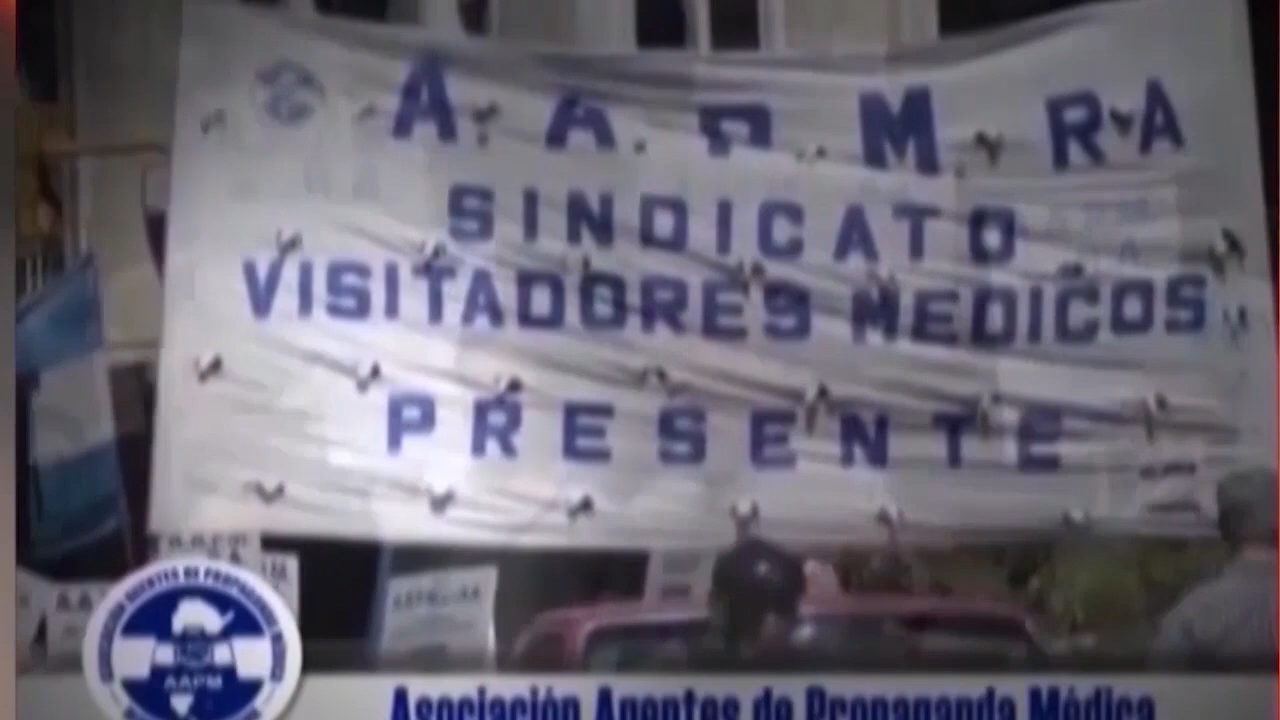 A. A. P. M. R.A
SINDICATO
VISITADORES MEDICOS
PRESENTE
AAPM
Asociación Agentes de Propaganda Médica